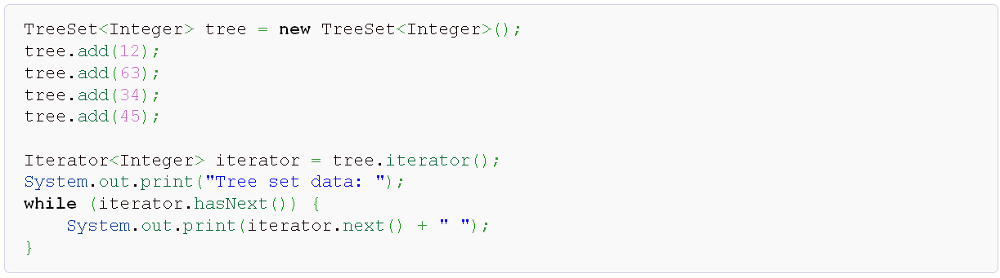 TreeSet<Integer> tree = new TreeSet<Integer>();
tree.add(12);
tree.add(63);
tree.add(34);
tree.add(45);
Iterator<Integer> iterator = tree.iterator();
System.out.print("Tree set data: ");
while (iterator.hasNext()) {
    System.out.print(iterator.next() + " ");
}